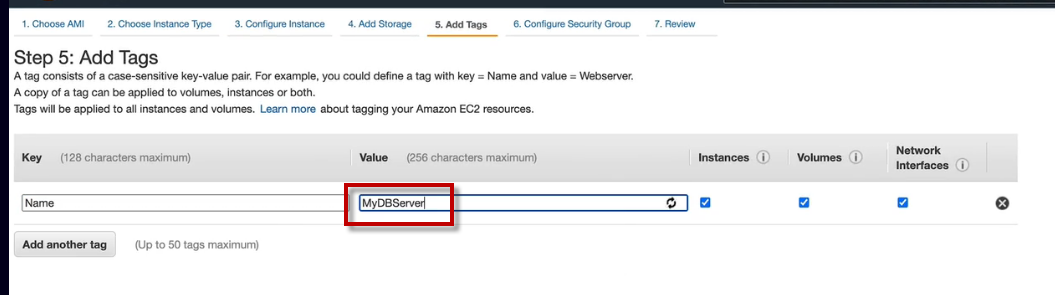 1. Choose AMI 2. Choose Instance Type 3. Configure Instance 4. Add Storage 5. Add Tags 6. Configure Security Group 7. Review
Step 5: Add Tags
A tag consists of a case-sensitive key-value pair. For example, you could define a tag with key = Name and value = Webserver.
A copy of a tag can be applied to volumes, instances or both.
Tags will be applied to all instances and volumes. Learn more about tagging your Amazon EC2 resources.
Key (128 characters maximum) Value (256 characters maximum) Instances i Volumes i Network
Interfaces i
Name MyDBServer
Add another tag (Up to 50 tags maximum)